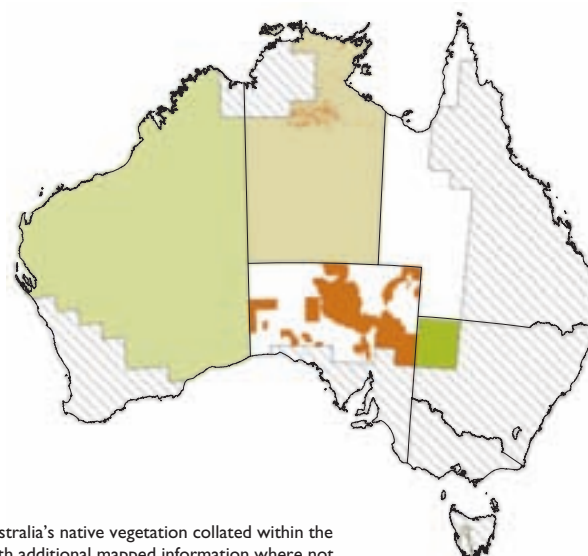 stralia's native vegetation collated within the
th additional mapped information where not